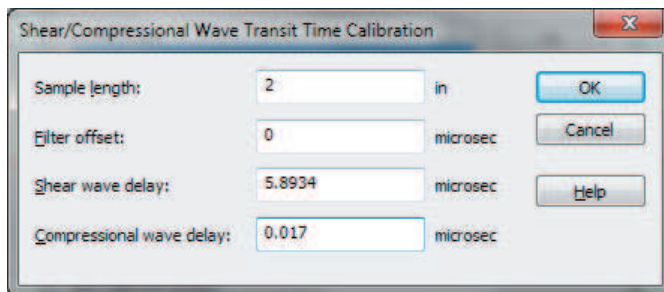 Shear/Compressional Wave Transit Time Calibration
Sample length: 2 in OK
Filter offset: 0 microsec Cancel
Shear wave delay: 5.8934 microsec Help
Compressional wave delay: 0.017 microsec